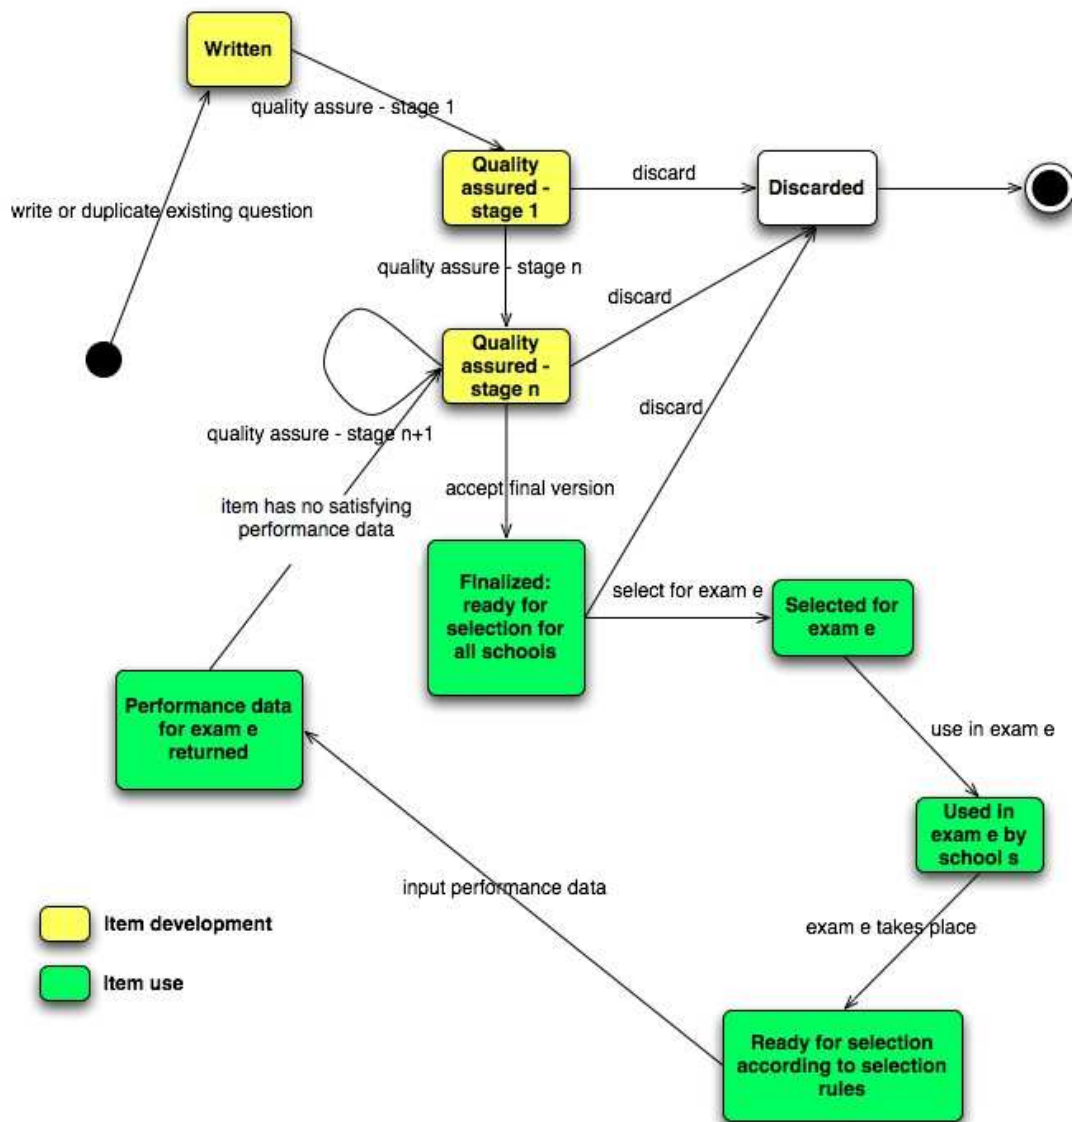 Written
quality assure - stage 1
Quality
assured -
stage 1
discard
Discarded
write or duplicate existing question
quality assure - stage n
discard
Quality
assured -
stage n
discard
quality assure - stage n+1
item has no satisfying
performance data
accept final version
FInalized:
ready for
selection for
all schools
select for exam e
Selected for
exam e
Performance data
for exam e
returned
use in exam e
Used in
exam e by
school s
input performance data
exam e takes place
Item development
Item use
Ready for selection
according to selection
rules